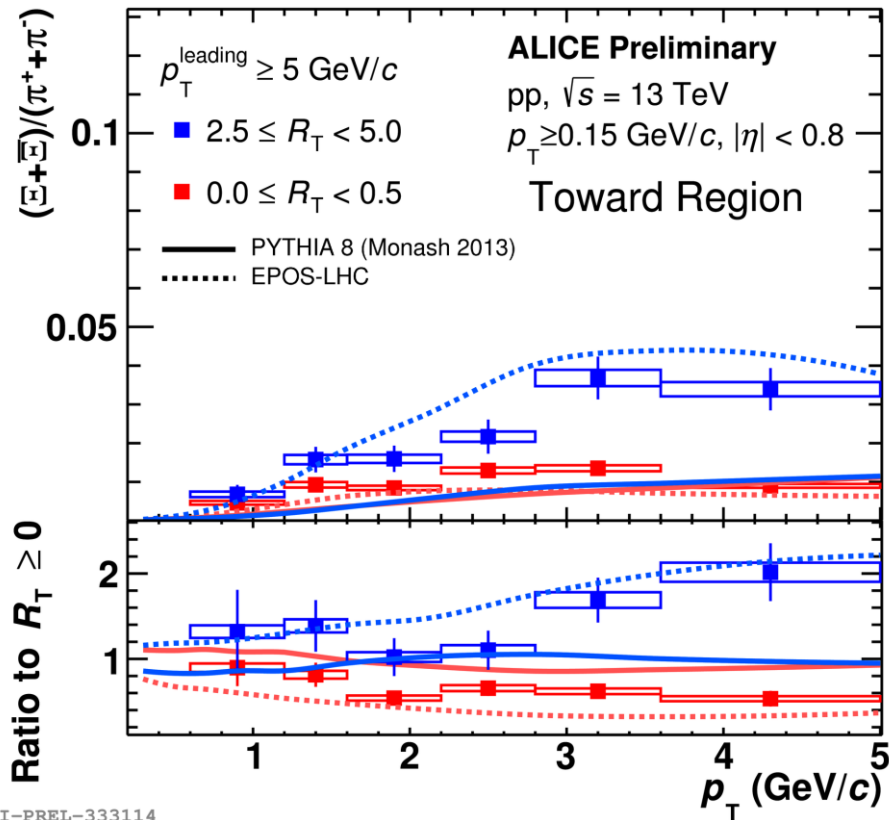 (Ξ+Ξ̅)/(π⁺+π⁻)
0.1
0.05
p_T^leading ≥ 5 GeV/c
2.5 ≤ R_T < 5.0
0.0 ≤ R_T < 0.5
PYTHIA 8 (Monash 2013)
EPOS-LHC
ALICE Preliminary
pp, √s = 13 TeV
p_T≥0.15 GeV/c, |η| < 0.8
Toward Region
Ratio to R_T ≥ 0
2
1
1 2 3 4 5
p_T (GeV/c)
I-PREL-333114